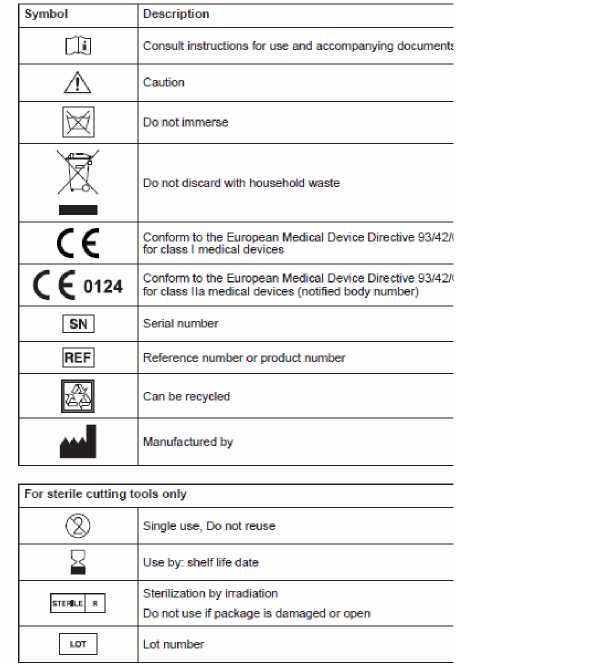 Symbol Description
Consult instructions for use and accompanying documents
Caution
Do not immerse
Do not discard with household waste
CE Conform to the European Medical Device Directive 93/42/
for class I medical devices
CE 0124 Conform to the European Medical Device Directive 93/42/
for class IIa medical devices (notified body number)
SN Serial number
REF Reference number or product number
Can be recycled
Manufactured by
For sterile cutting tools only
2 Single use, Do not reuse
Use by: shelf life date
STERILE R Sterilization by irradiation
Do not use if package is damaged or open
LOT Lot number